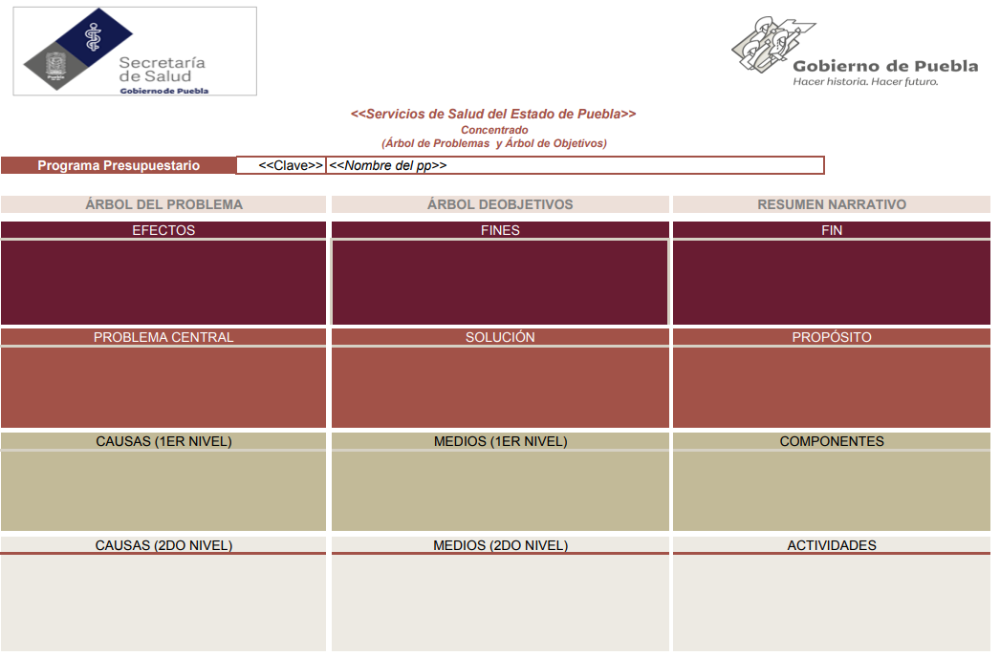 Secretaría
de Salud
Gobierno de Puebla
Puebla
Gobierno de Puebla
Hacer historia. Hacer futuro.
<<Servicios de Salud del Estado de Puebla>>
Concentrado
(Árbol de Problemas y Árbol de Objetivos)
Programa Presupuestario <<Clave>> <<Nombre del pp>>
ÁRBOL DEL PROBLEMA ÁRBOL DEOBJETIVOS RESUMEN NARRATIVO
EFECTOS FINES FIN
PROBLEMA CENTRAL SOLUCIÓN PROPÓSITO
CAUSAS (1ER NIVEL) MEDIOS (1ER NIVEL) COMPONENTES
CAUSAS (2DO NIVEL) MEDIOS (2DO NIVEL) ACTIVIDADES